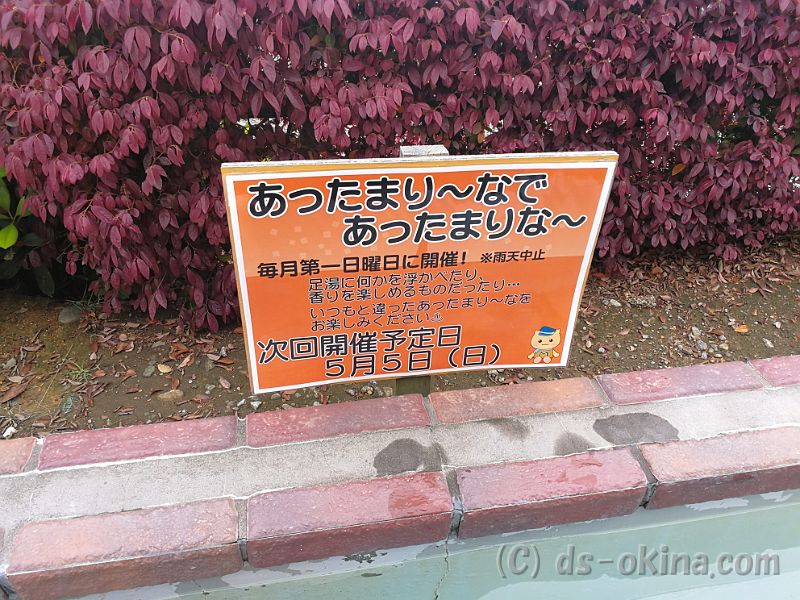 あったまり〜なで
あったまりな〜
毎月第一日曜日に開催！ ※雨天中止
足湯に何かを浮かべたり、
香りを楽しめるものだったり…
いつもと違ったあったまり〜なを
お楽しみください♨
次回開催予定日
5月5日（日）
(C) ds-okina.com